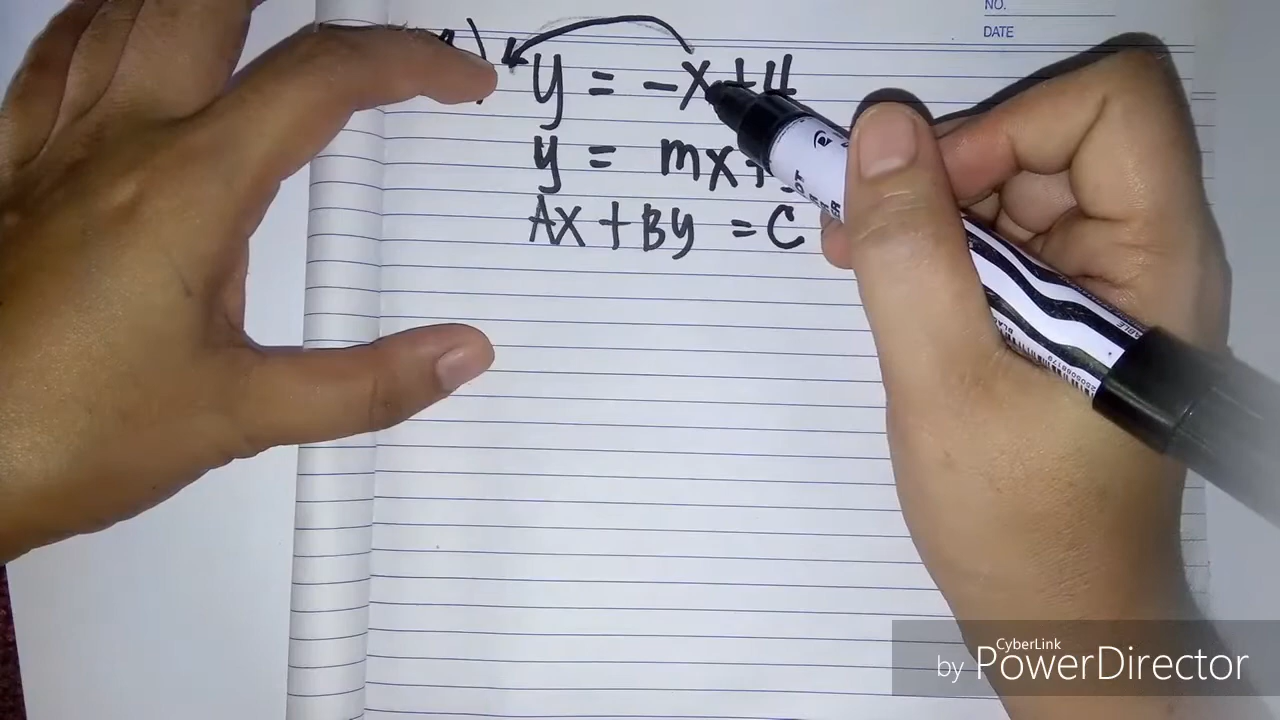 NO.
DATE
y = -x+4
y = mx+
Ax + By = C
CyberLink
by PowerDirector